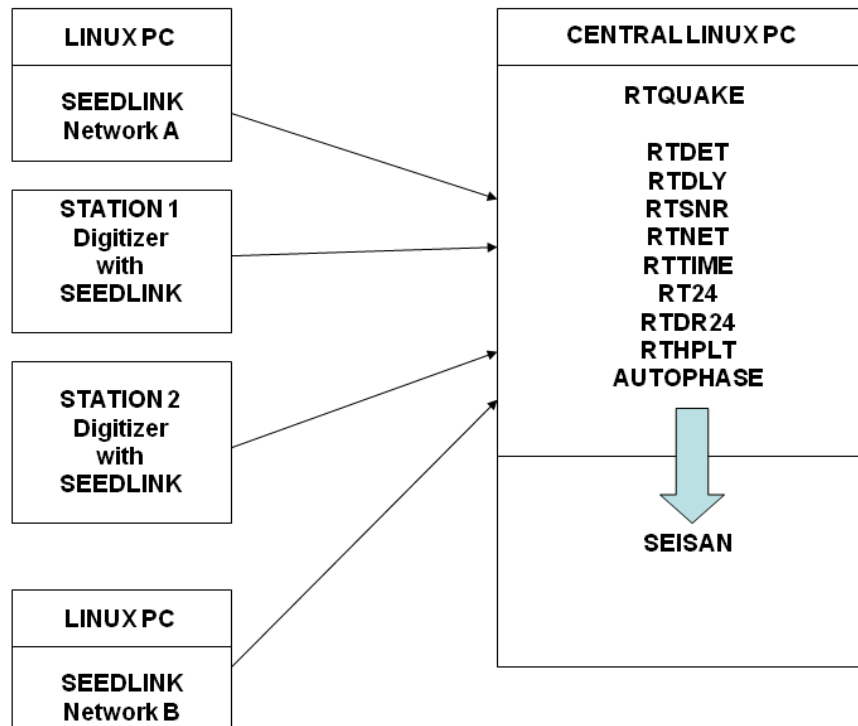 LINUX PC
SEEDLINK
Network A
STATION 1
Digitizer
with
SEEDLINK
STATION 2
Digitizer
with
SEEDLINK
LINUX PC
SEEDLINK
Network B
CENTRAL LINUX PC
RTQUAKE
RTDET
RTDLY
RTSNR
RTNET
RTTIME
RT24
RTDR24
RTHPLT
AUTOPHASE
SEISAN